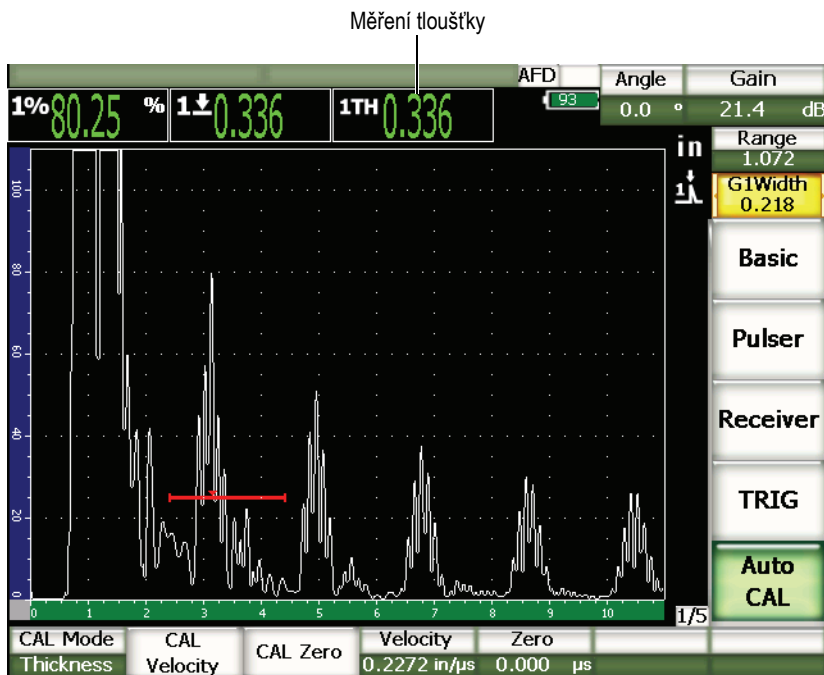 Měření tloušťky
AFD
Angle
Gain
1% 80.25 %
1 0.336
1TH 0.336
93
0.0 °
21.4 dB
in
Range
1.072
1
G1Width
0.218
Basic
Pulser
Receiver
TRIG
Auto
CAL
100
80
60
40
20
0
0 1 2 3 4 5 6 7 8 9 10
1/5
CAL Mode
Thickness
CAL
Velocity
CAL Zero
Velocity
0.2272 in/µs
Zero
0.000 µs